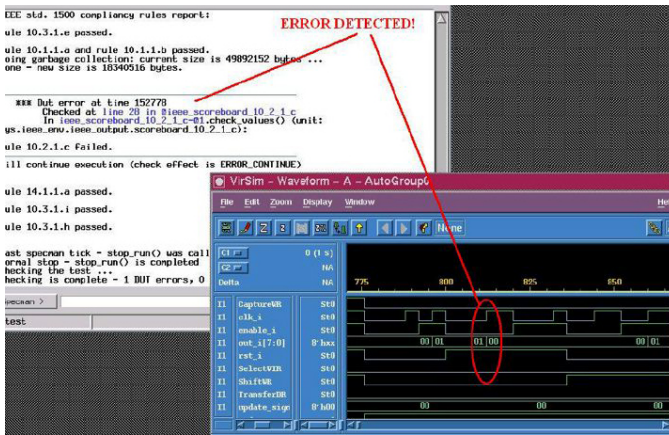 EEE std. 1500 compliancy rules report:
ule 10.3.1.e passed.
ule 10.1.1.a and rule 10.1.1.b passed.
oing garbage collection: current size is 49892152 bytes ...
one - new size is 18340516 bytes.
ERROR DETECTED!
*** Dut error at time 152778
Checked at line 28 in @ieee_scoreboard_10_2_1_c
In ieee_scoreboard_10_2_1_c-@1.check_values() (unit:
ys.ieee_env.ieee_output.scoreboard_10_2_1_c):
ule 10.2.1.c failed.
ill continue execution (check effect is ERROR_CONTINUE)
ule 14.1.1.a passed.
ule 10.3.1.i passed.
ule 10.3.1.h passed.
ast specman tick - stop_run() was call
ormal stop - stop_run() is completed
hecking the test ...
hecking is complete - 1 DUT errors, 0
specman >
test
VirSim - Waveform - A - AutoGroup0
File Edit Zoom Display Window He
None
C1 0 (1 s)
C2 NA
Delta NA
775 800 825 850
I1 CaptureWR St0
I1 clk_i St0
I1 enable_i St0
I1 out_i[7:0] 8'hxx 00 01 01 00 00 01
I1 rst_i St0
I1 SelectWIR St0
I1 ShiftWR St0
I1 TransferDR St0
I1 update_sign 8'h00 00 00 00